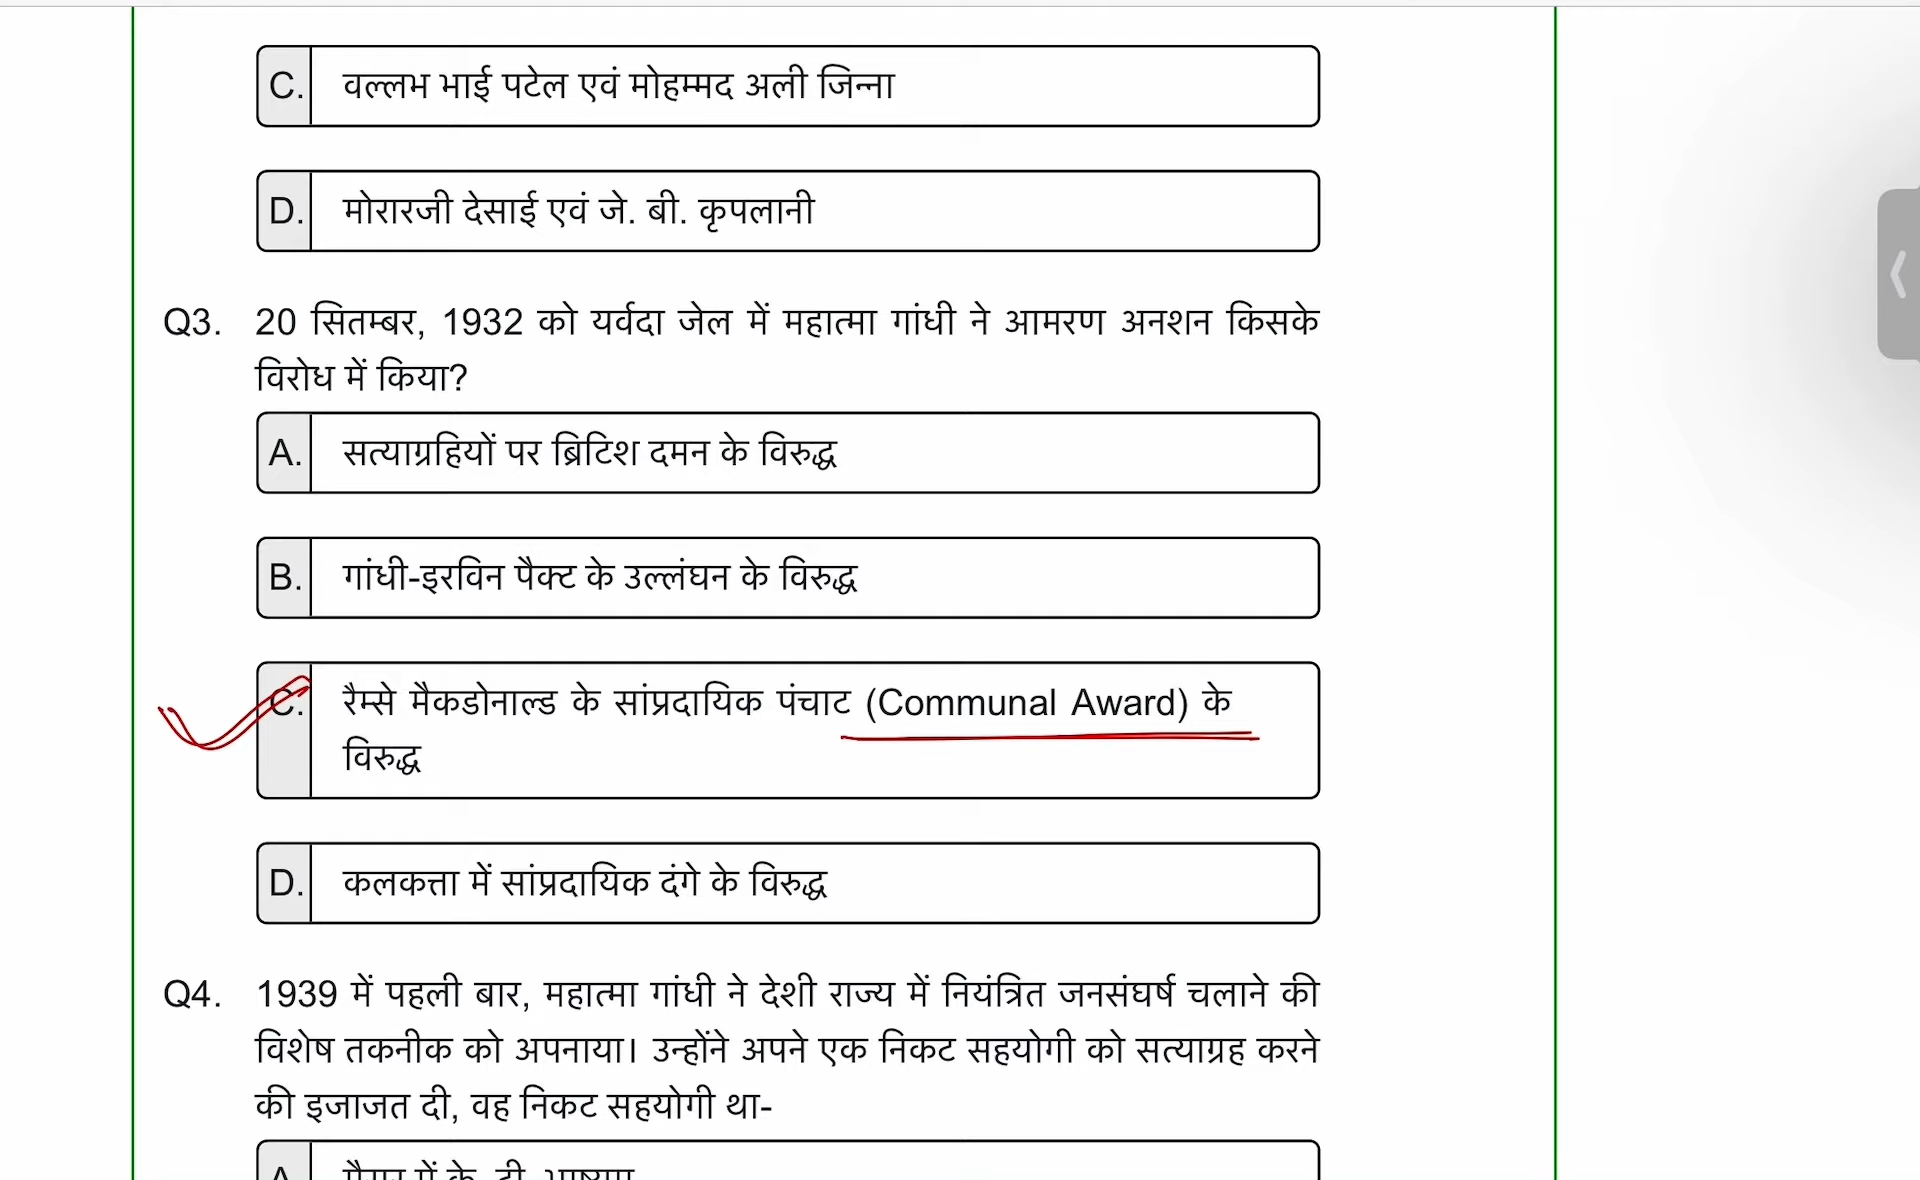 C. वल्लभ भाई पटेल एवं मोहम्मद अली जिन्ना
D. मोरारजी देसाई एवं जे. बी. कृपलानी
Q3. 20 सितम्बर, 1932 को यर्वदा जेल में महात्मा गांधी ने आमरण अनशन किसके
विरोध में किया?
A. सत्याग्रहियों पर ब्रिटिश दमन के विरुद्ध
B. गांधी-इरविन पैक्ट के उल्लंघन के विरुद्ध
C. रैम्से मैकडोनाल्ड के सांप्रदायिक पंचाट (Communal Award) के
विरुद्ध
D. कलकत्ता में सांप्रदायिक दंगे के विरुद्ध
Q4. 1939 में पहली बार, महात्मा गांधी ने देशी राज्य में नियंत्रित जनसंघर्ष चलाने की
विशेष तकनीक को अपनाया। उन्होंने अपने एक निकट सहयोगी को सत्याग्रह करने
की इजाजत दी, वह निकट सहयोगी था-
A. में के. टी.